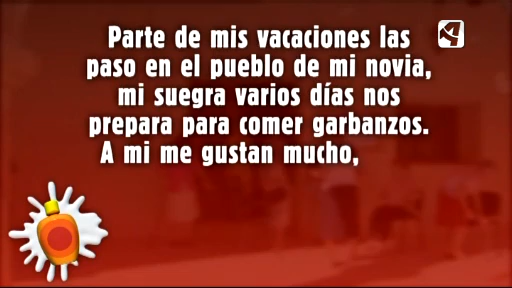 Parte de mis vacaciones las
paso en el pueblo de mi novia,
mi suegra varios días nos
prepara para comer garbanzos.
A mi me gustan mucho,